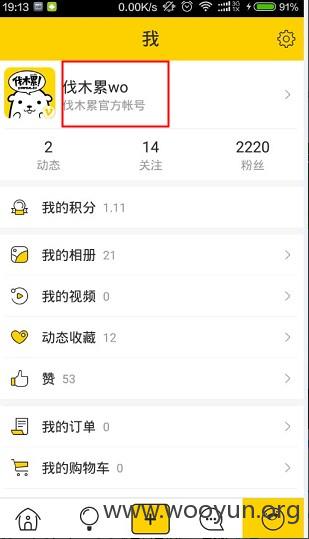 19:13 0.00K/s 3G 1X 91%
我
伐木累!
伐木累wo
伐木累官方帐号
2 14 2220
动态 关注 粉丝
我的积分 1.11
我的相册 21
我的视频 0
动态收藏 12
赞 53
我的订单 0
我的购物车 0
www.wooyun.org